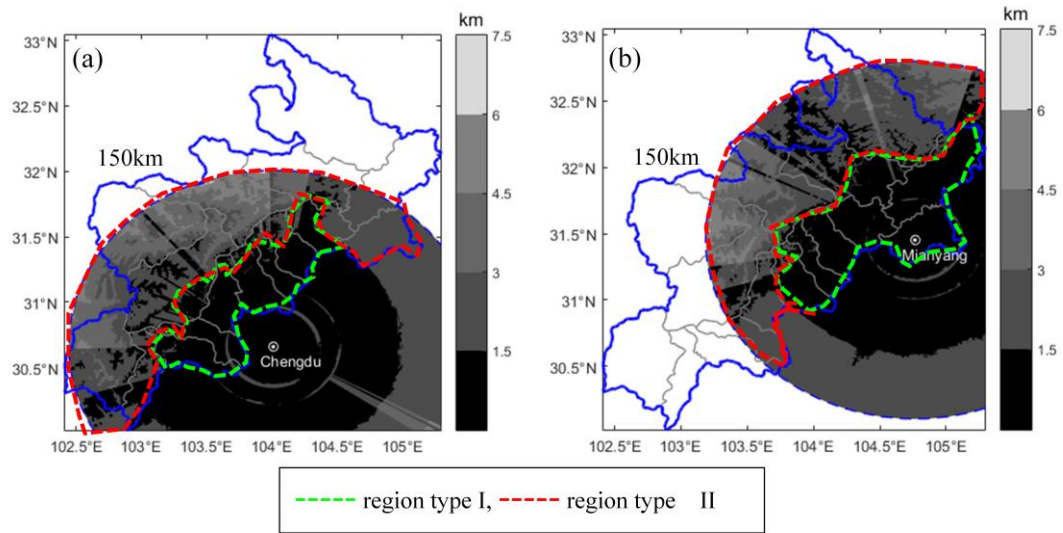 km
7.5
6
4.5
3
1.5
33°N
32.5°N
32°N
31.5°N
31°N
30.5°N
(a)
150km
Chengdu
102.5°E
103°E
103.5°E
104°E
104.5°E
105°E
km
7.5
6
4.5
3
1.5
33°N
32.5°N
32°N
31.5°N
31°N
30.5°N
(b)
150km
Mianyang
102.5°E
103°E
103.5°E
104°E
104.5°E
105°E
region type I, region type II